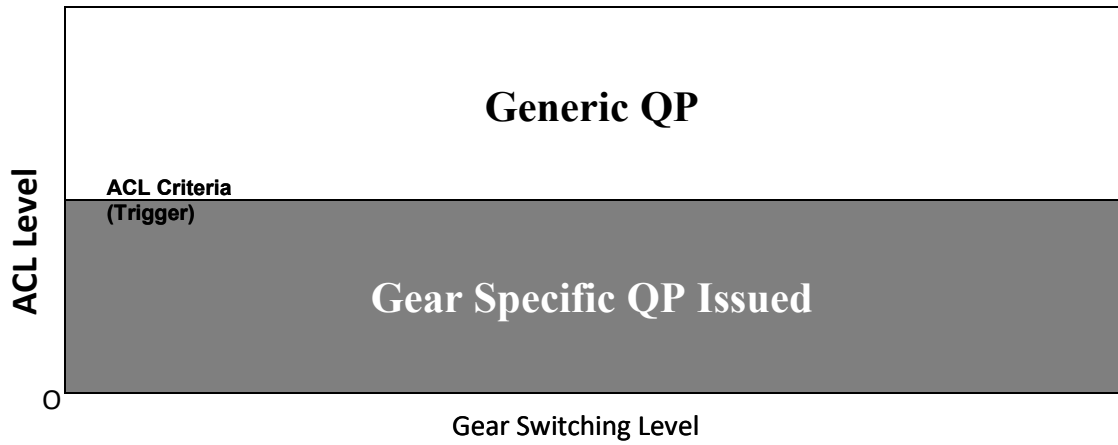 Generic QP
ACL Criteria
(Trigger)
ACL Level
Gear Specific QP Issued
O
Gear Switching Level